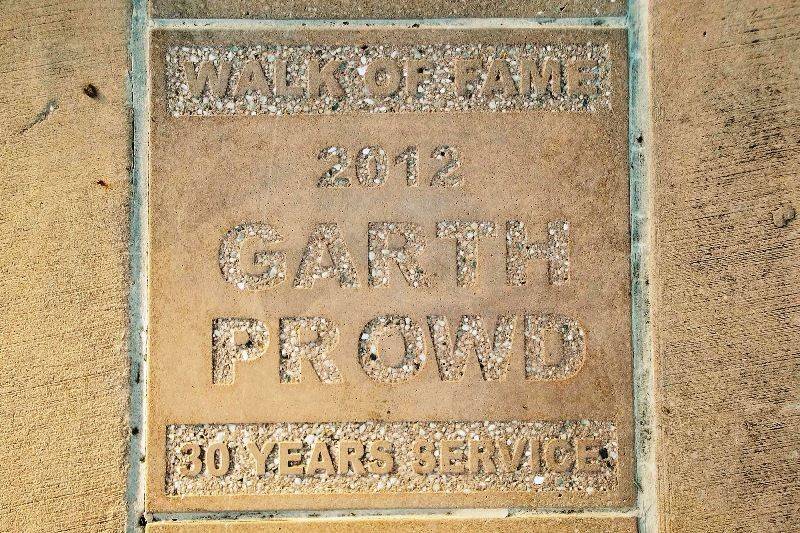 WALK OF FAME
2012
GARTH
PROWD
30 YEARS SERVICE